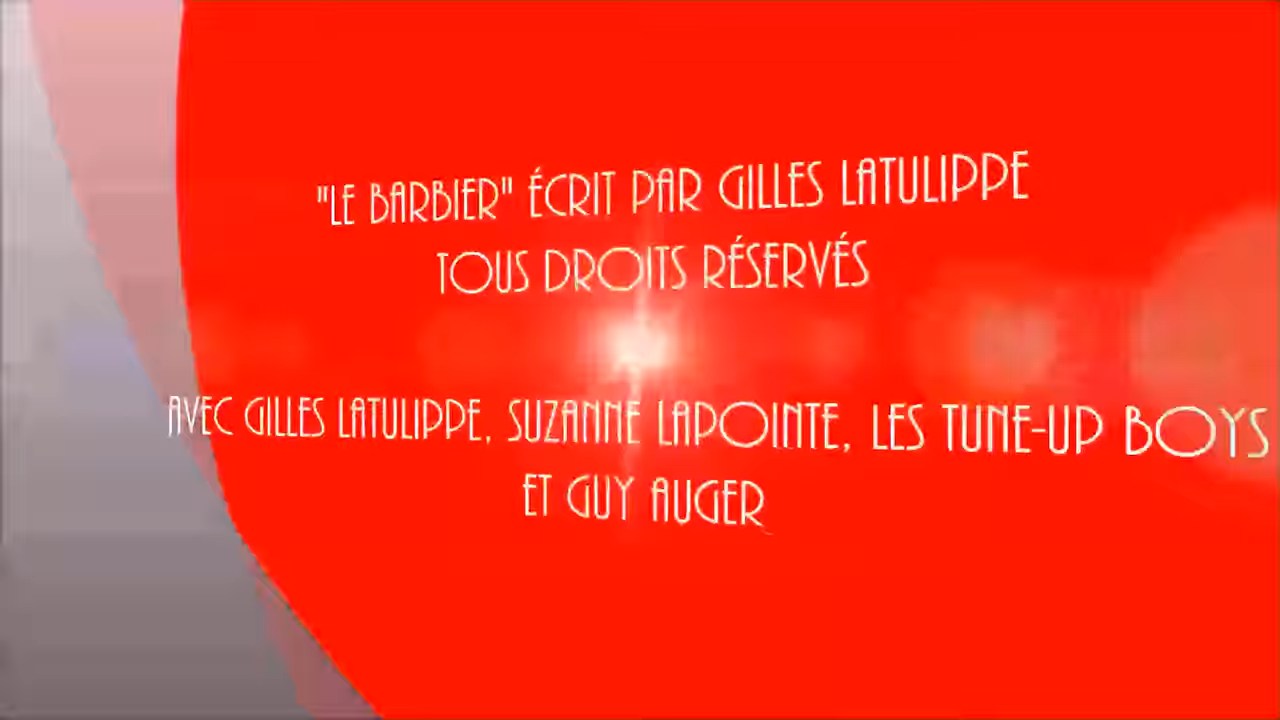 "LE BARBIER" ÉCRIT PAR GILLES LATULIPPE
TOUS DROITS RÉSERVÉS
AVEC GILLES LATULIPPE, SUZANNE LAPOINTE, LES TUNE-UP BOYS
ET GUY AUGER